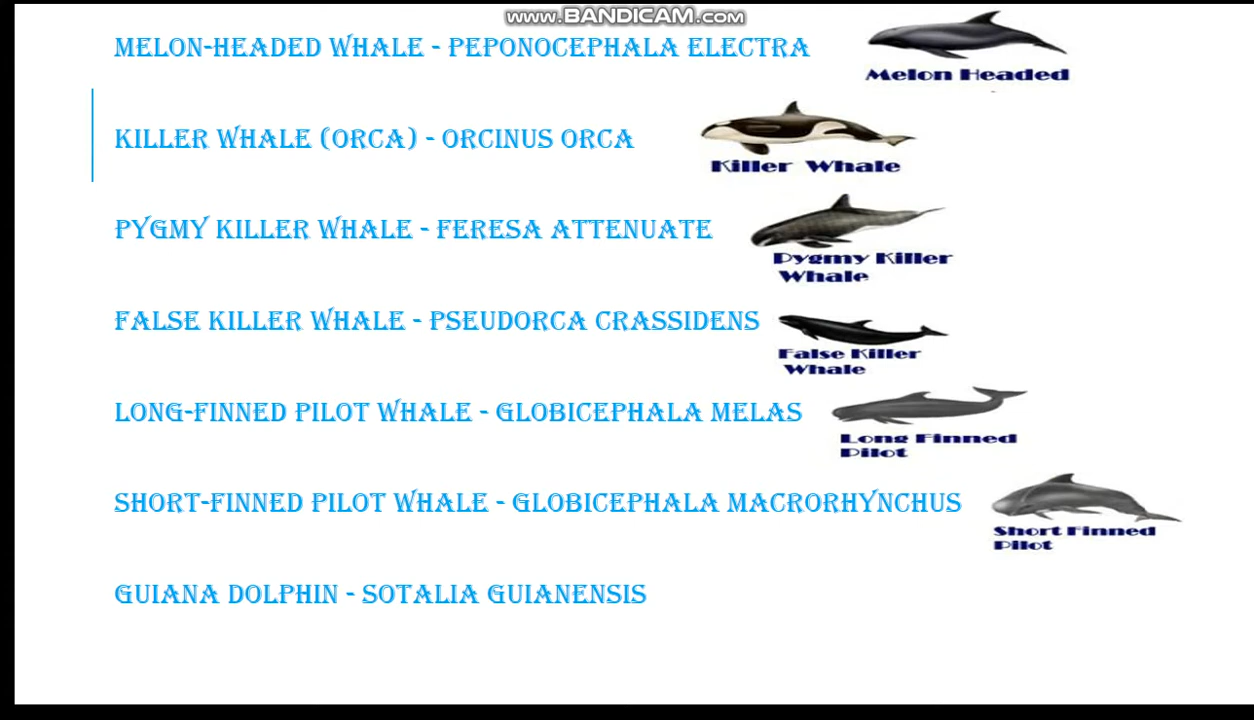 www.BANDICAM.com
MELON-HEADED WHALE - PEPONOCEPHALA ELECTRA
Melon Headed
KILLER WHALE (ORCA) - ORCINUS ORCA
Killer Whale
PYGMY KILLER WHALE - FERESA ATTENUATE
Pygmy Killer
Whale
FALSE KILLER WHALE - PSEUDORCA CRASSIDENS
False Killer
Whale
LONG-FINNED PILOT WHALE - GLOBICEPHALA MELAS
Long Finned
Pilot
SHORT-FINNED PILOT WHALE - GLOBICEPHALA MACRORHYNCHUS
Short Finned
Pilot
GUIANA DOLPHIN - SOTALIA GUIANENSIS